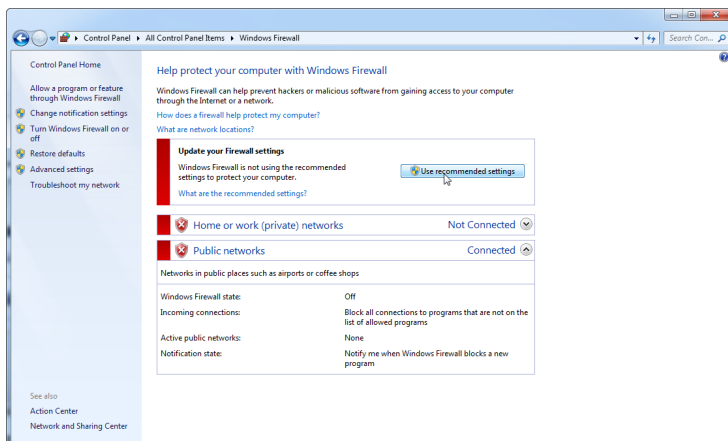 Control Panel ▸ All Control Panel Items ▸ Windows Firewall
Search Con...
Control Panel Home
Allow a program or feature
through Windows Firewall
Change notification settings
Turn Windows Firewall on or
off
Restore defaults
Advanced settings
Troubleshoot my network
See also
Action Center
Network and Sharing Center
Help protect your computer with Windows Firewall
Windows Firewall can help prevent hackers or malicious software from gaining access to your computer
through the Internet or a network.
How does a firewall help protect my computer?
What are network locations?
Update your Firewall settings
Windows Firewall is not using the recommended
settings to protect your computer.
Use recommended settings
What are the recommended settings?
Home or work (private) networks Not Connected
Public networks Connected
Networks in public places such as airports or coffee shops
Windows Firewall state: Off
Incoming connections: Block all connections to programs that are not on the
list of allowed programs
Active public networks: None
Notification state: Notify me when Windows Firewall blocks a new
program